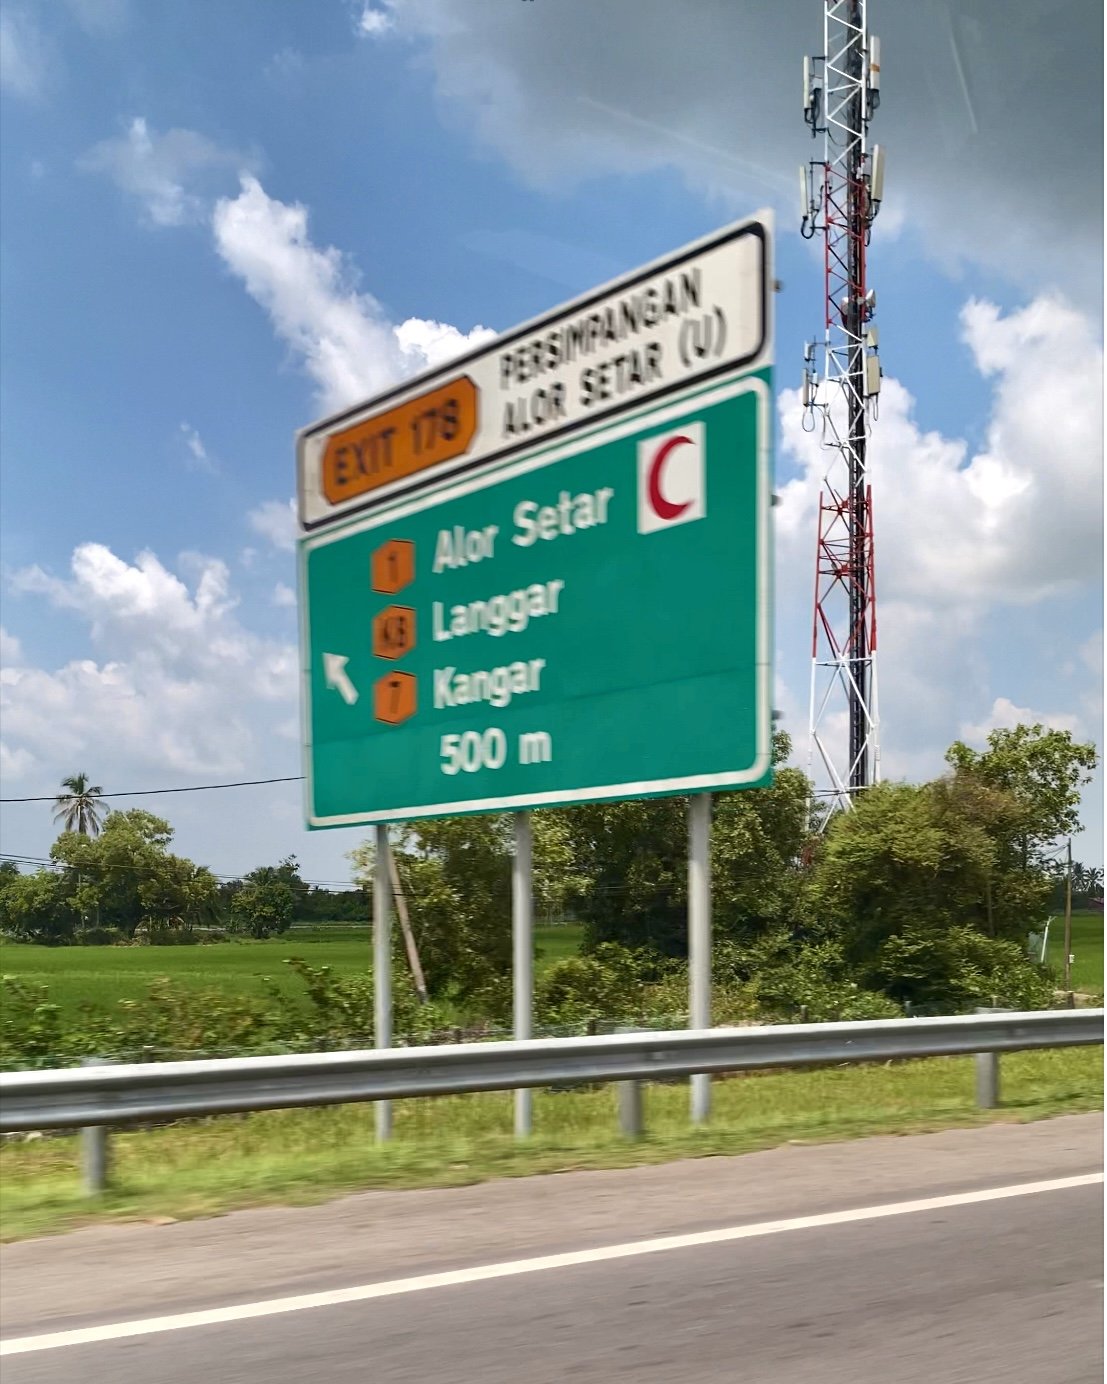 EXIT 178
PERSIMPANGAN
ALOR SETAR (U)
1 Alor Setar
K8 Langgar
7 Kangar
500 m